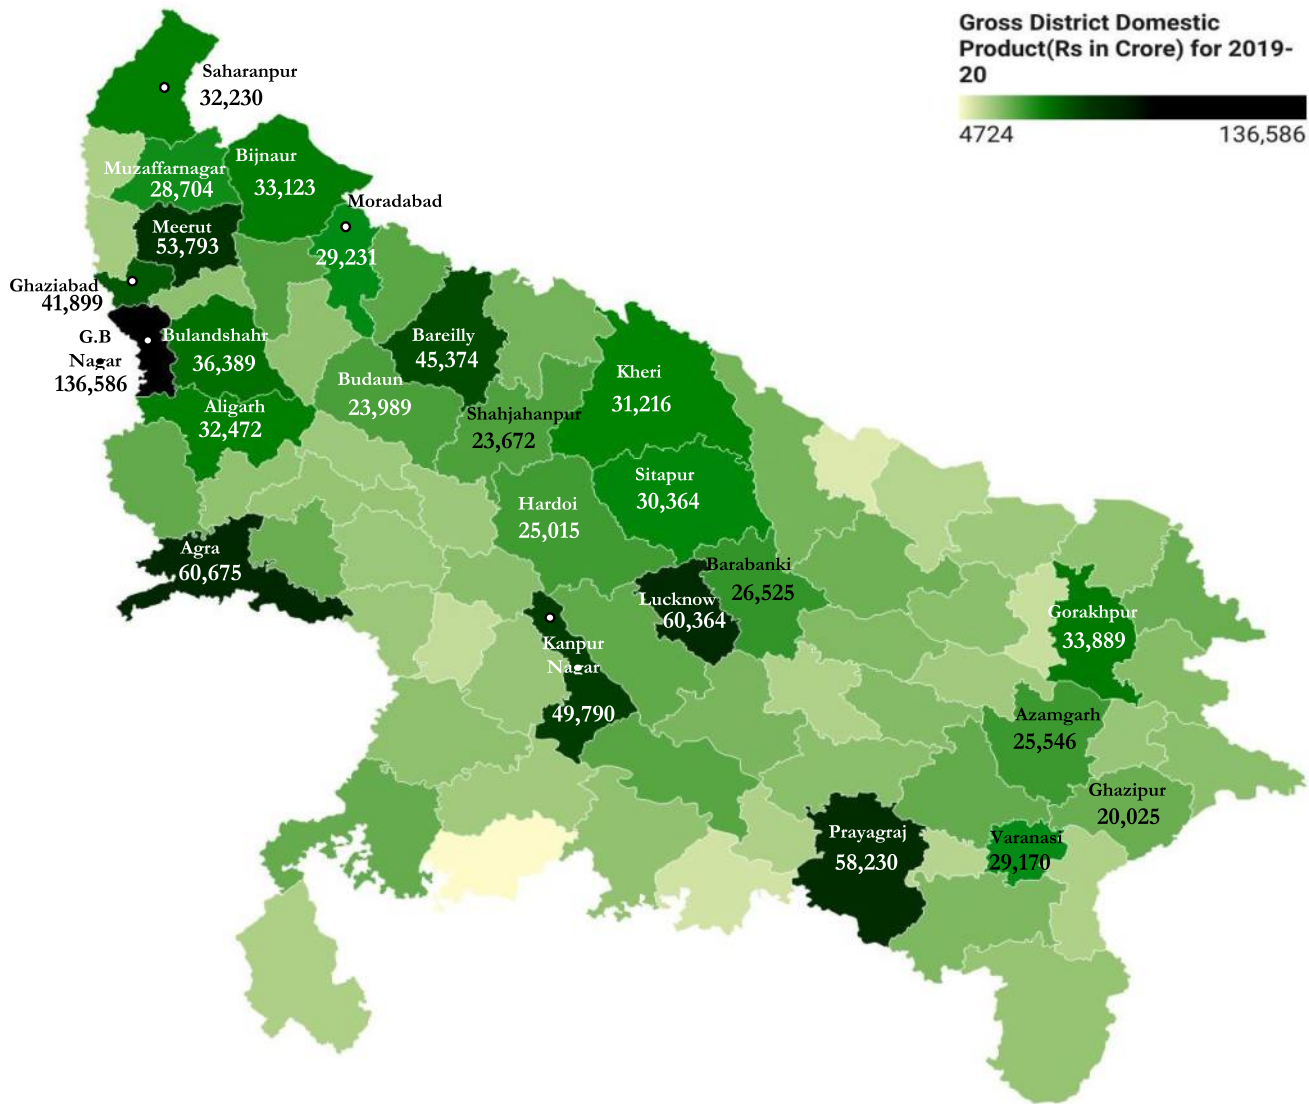 Gross District Domestic
Product(Rs in Crore) for 2019-
20
4724 136,586
Saharanpur
32,230
Muzaffarnagar
28,704
Bijnaur
33,123
Moradabad
29,231
Meerut
53,793
Ghaziabad
41,899
G.B
Nagar
136,586
Bulandshahr
36,389
Bareilly
45,374
Budaun
23,989
Aligarh
32,472
Shahjahanpur
23,672
Kheri
31,216
Sitapur
30,364
Hardoi
25,015
Agra
60,675
Barabanki
26,525
Lucknow
60,364
Gorakhpur
33,889
Kanpur
Nagar
49,790
Azamgarh
25,546
Ghazipur
20,025
Prayagraj
58,230
Varanasi
29,170